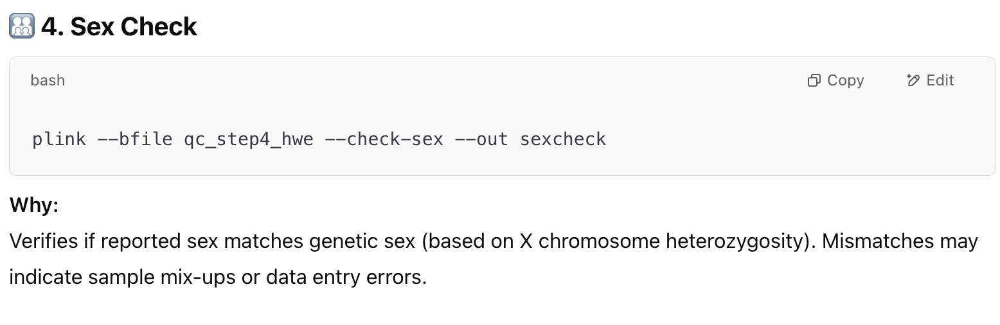 4. Sex Check
bash
Copy
Edit
plink --bfile qc_step4_hwe --check-sex --out sexcheck
Why:
Verifies if reported sex matches genetic sex (based on X chromosome heterozygosity). Mismatches may
indicate sample mix-ups or data entry errors.